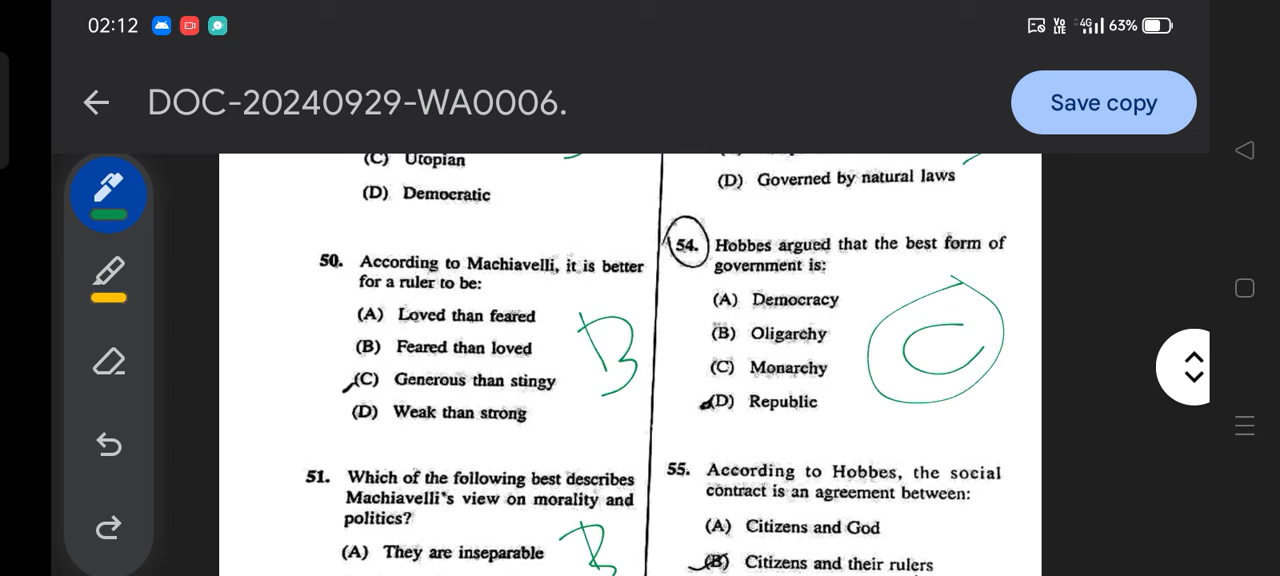 02:12
Vo LTE 4G 63%
DOC-20240929-WA0006.
Save copy
(C) Utopian
(D) Democratic
50. According to Machiavelli, it is better
for a ruler to be:
(A) Loved than feared
(B) Feared than loved
(C) Generous than stingy
(D) Weak than strong
B
51. Which of the following best describes
Machiavelli's view on morality and
politics?
(A) They are inseparable
B
(D) Governed by natural laws
54. Hobbes argued that the best form of
government is:
(A) Democracy
(B) Oligarchy
(C) Monarchy
(D) Republic
C
55. According to Hobbes, the social
contract is an agreement between:
(A) Citizens and God
(B) Citizens and their rulers